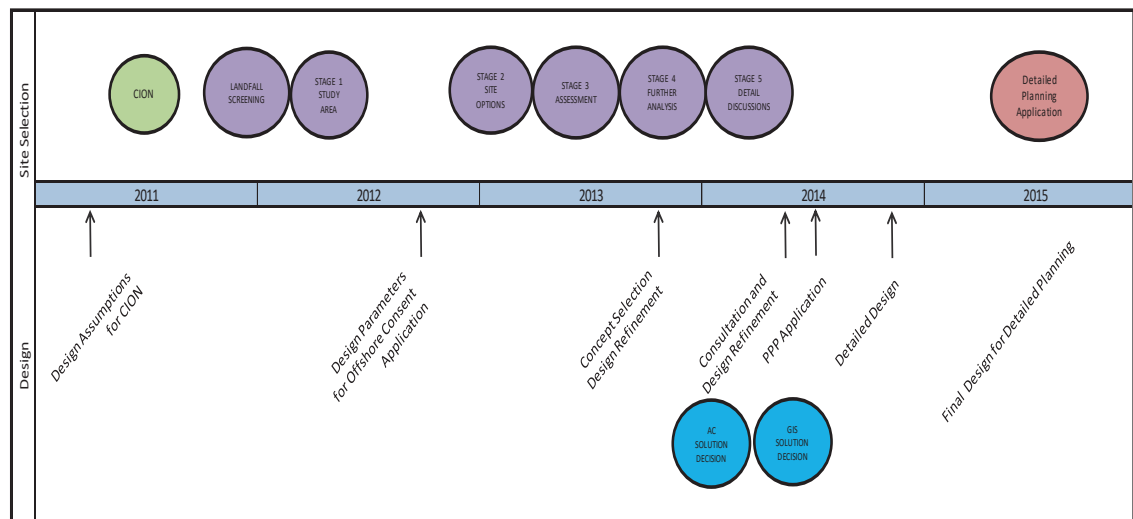 Site Selection
CION
LANDFALL
SCREENING
STAGE 1
STUDY
AREA
STAGE 2
SITE
OPTIONS
STAGE 3
ASSESSMENT
STAGE 4
FURTHER
ANALYSIS
STAGE 5
DETAIL
DISCUSSIONS
Detailed
Planning
Application
2011
2012
2013
2014
2015
Design
Design Assumptions
for CION
Design Parameters
for Offshore Consent
Application
Concept Selection
Design Refinement
Consultation and
Design Refinement
PPP Application
Detailed Design
Final Design for Detailed Planning
AC
SOLUTION
DECISION
GIS
SOLUTION
DECISION